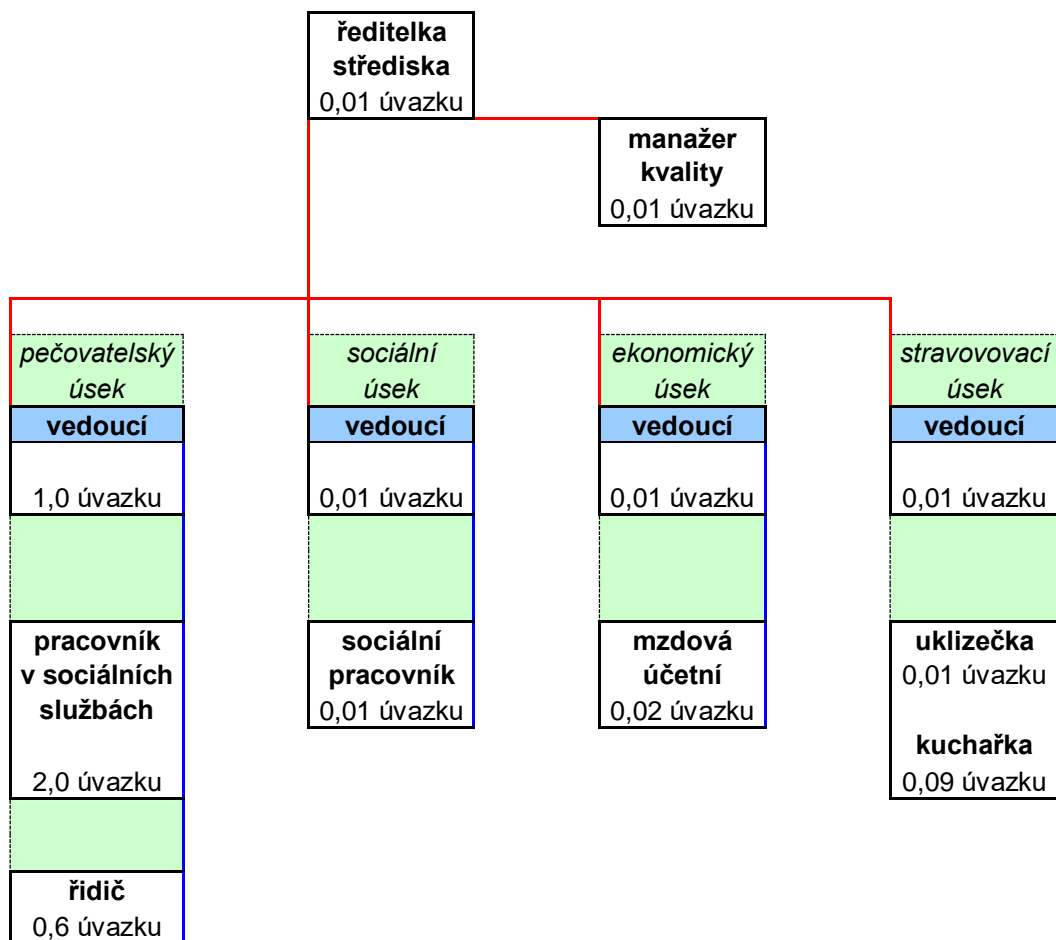 ředitelka
střediska
0,01 úvazku
manažer
kvality
0,01 úvazku
pečovatelský
úsek
vedoucí
1,0 úvazku
pracovník
v sociálních
službách
2,0 úvazku
řidič
0,6 úvazku
sociální
úsek
vedoucí
0,01 úvazku
sociální
pracovník
0,01 úvazku
ekonomický
úsek
vedoucí
0,01 úvazku
mzdová
účetní
0,02 úvazku
stravovovací
úsek
vedoucí
0,01 úvazku
uklizečka
0,01 úvazku
kuchařka
0,09 úvazku